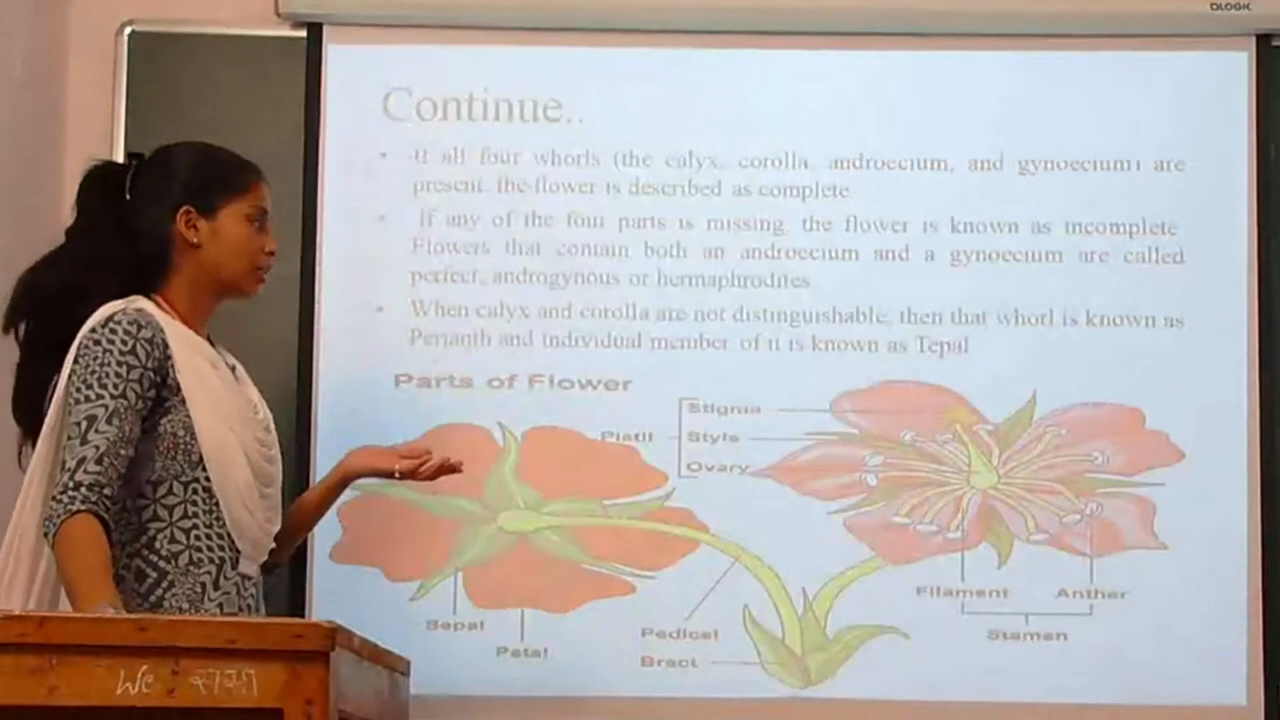 DLOGIK
Continue..
• If all four whorls (the calyx, corolla, androecium, and gynoecium) are
present, the flower is described as complete
• If any of the four parts is missing, the flower is known as incomplete
Flowers that contain both an androecium and a gynoecium are called
perfect, androgynous or hermaphrodites
• When calyx and corolla are not distinguishable, then that whorl is known as
Perianth and individual member of it is known as Tepal
Parts of Flower
Stigma
Pistil
Style
Ovary
Filament
Anther
Stamen
Sepal
Petal
Pedicel
Bract
We